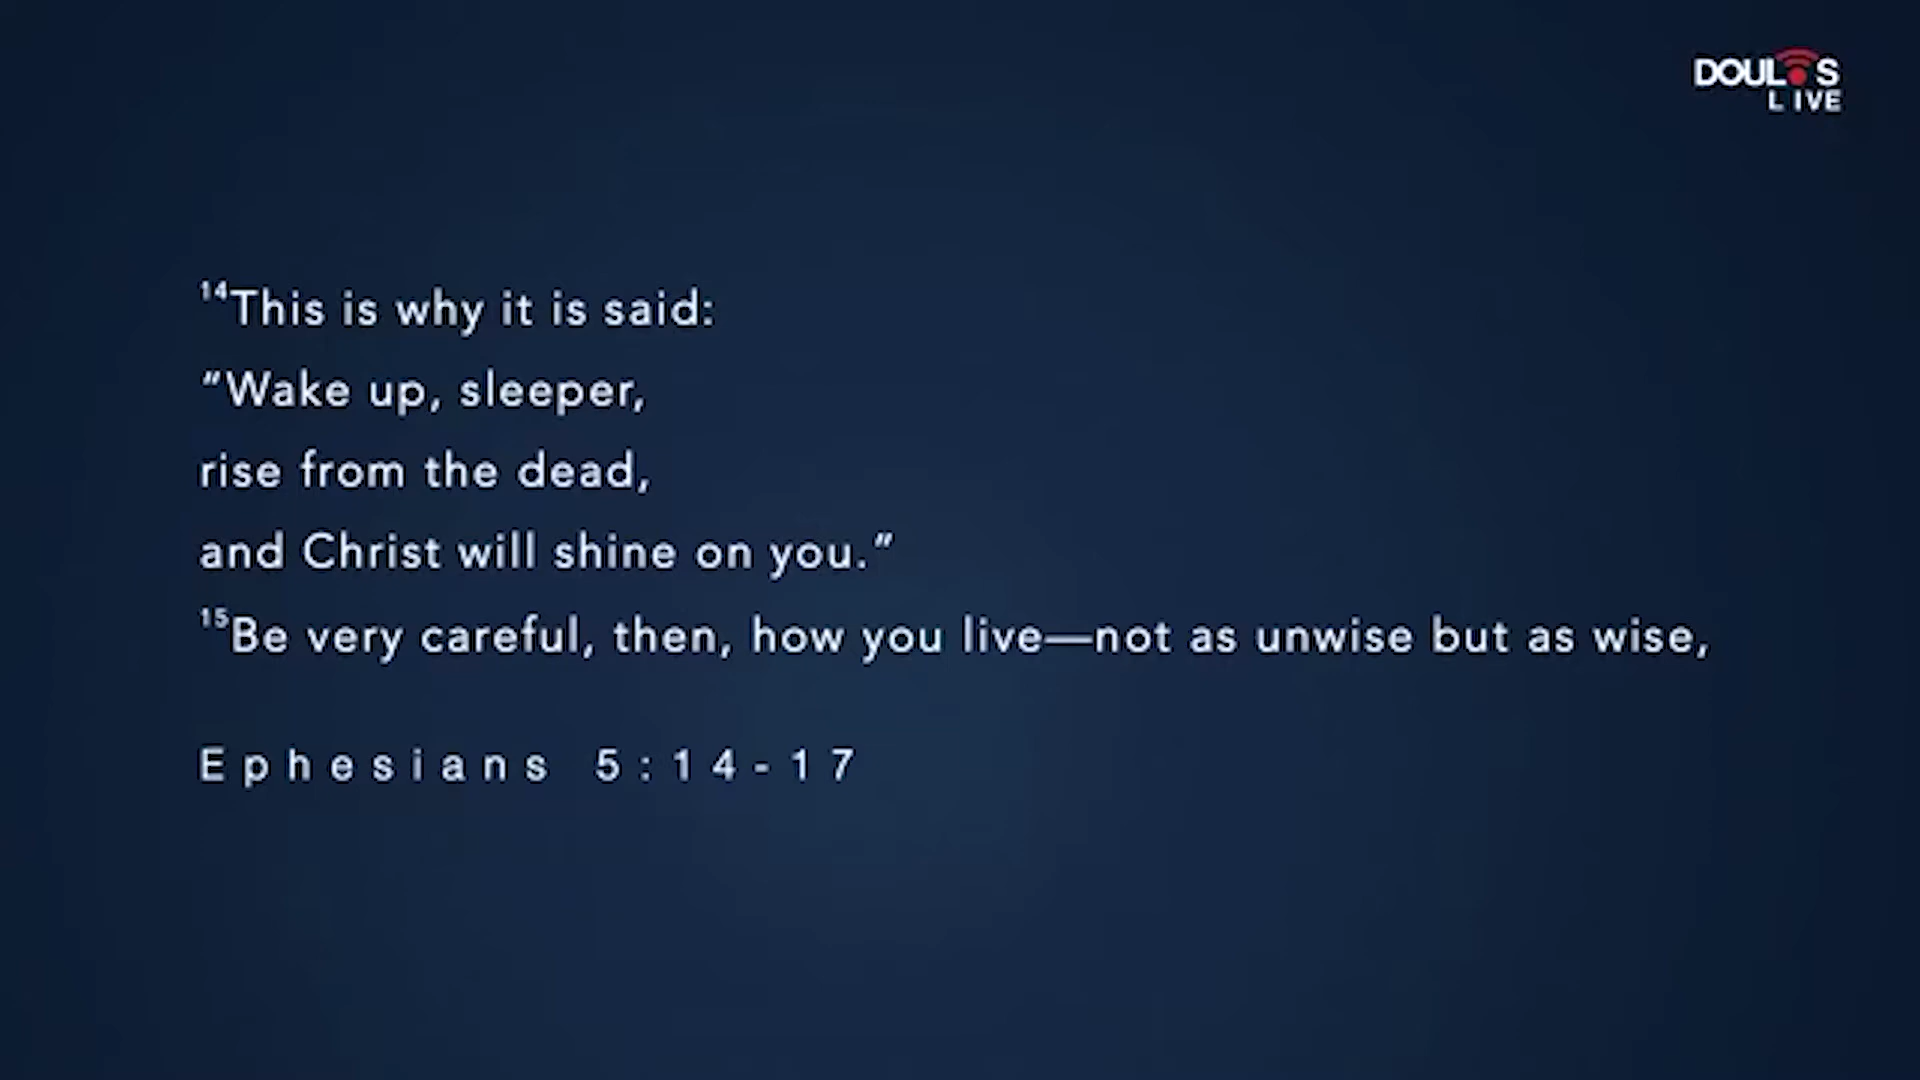 DOULOS
LIVE
¹⁴This is why it is said:
“Wake up, sleeper,
rise from the dead,
and Christ will shine on you.”
¹⁵Be very careful, then, how you live—not as unwise but as wise,
Ephesians 5:14-17